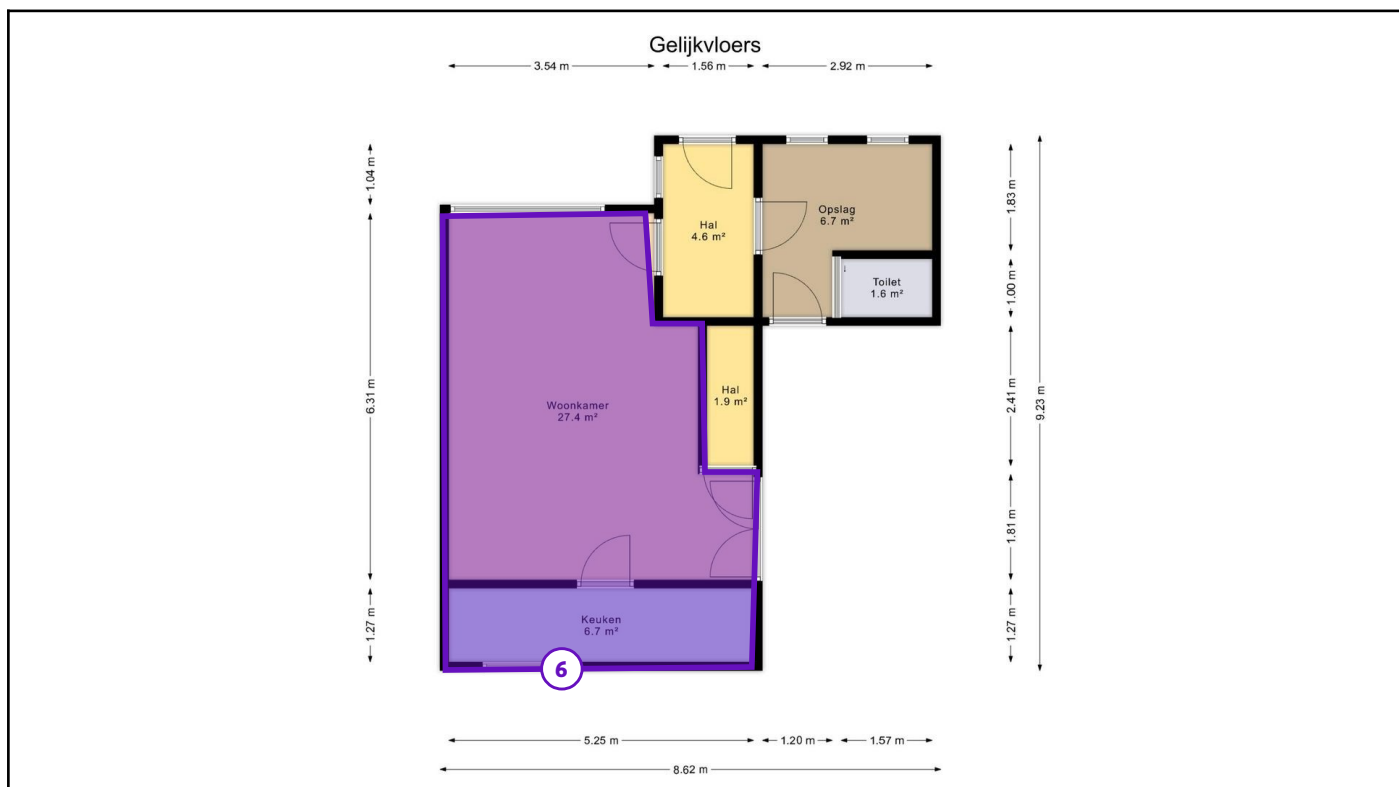 Gelijkvloers
3.54 m
1.56 m
2.92 m
1.04 m
6.31 m
1.27 m
Hal
4.6 m²
Opslag
6.7 m²
Toilet
1.6 m²
Hal
1.9 m²
Woonkamer
27.4 m²
Keuken
6.7 m²
6
1.83 m
1.00 m
2.41 m
1.81 m
1.27 m
9.23 m
5.25 m
1.20 m
1.57 m
8.62 m